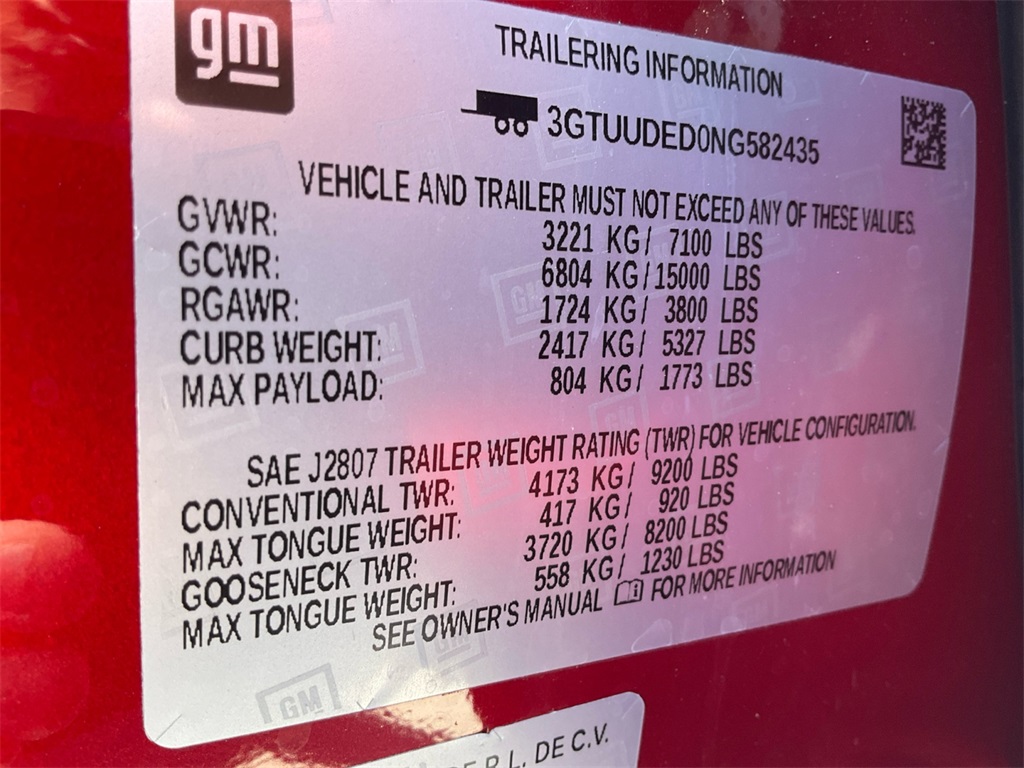 gm
TRAILERING INFORMATION
3GTUUDED0NG582435
VEHICLE AND TRAILER MUST NOT EXCEED ANY OF THESE VALUES.
GVWR: 3221 KG/ 7100 LBS
GCWR: 6804 KG/ 15000 LBS
RGAWR: 1724 KG/ 3800 LBS
CURB WEIGHT: 2417 KG/ 5327 LBS
MAX PAYLOAD: 804 KG/ 1773 LBS
SAE J2807 TRAILER WEIGHT RATING (TWR) FOR VEHICLE CONFIGURATION.
CONVENTIONAL TWR: 4173 KG/ 9200 LBS
MAX TONGUE WEIGHT: 417 KG/ 920 LBS
GOOSENECK TWR: 3720 KG/ 8200 LBS
MAX TONGUE WEIGHT: 558 KG/ 1230 LBS
SEE OWNER'S MANUAL FOR MORE INFORMATION
GM
DE C.V.